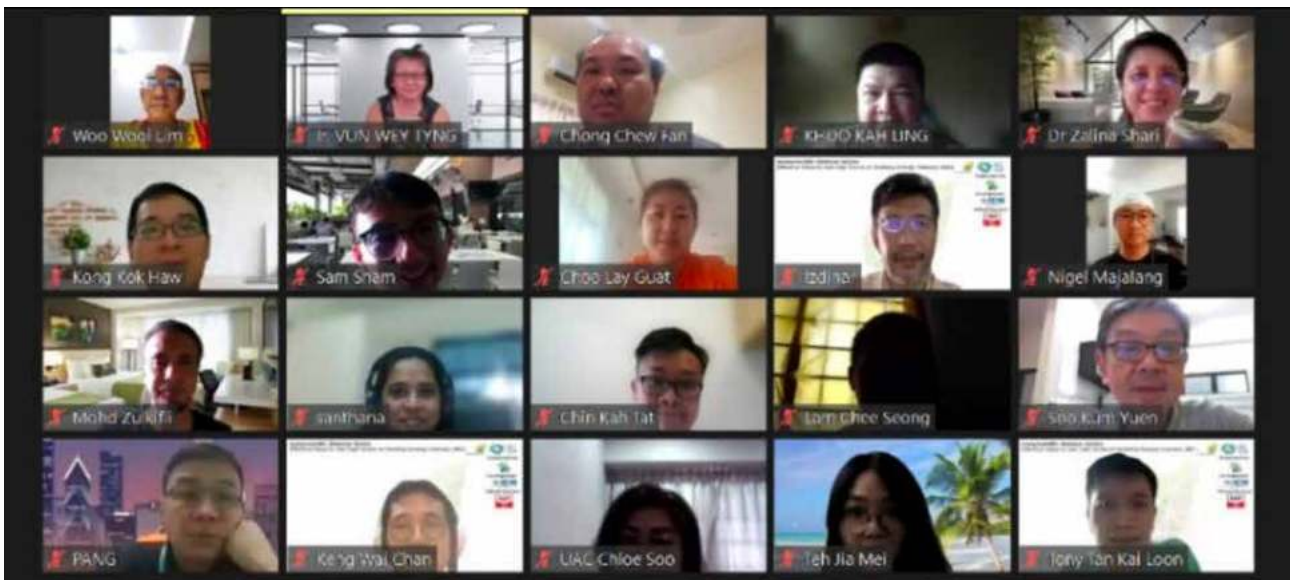 Woo Wooi Lim
Ir. VUN WEY TYNG
Chong Chew Fan
KHOO KAH LING
Dr Zalina Shari
Kong Kok Haw
Sam Sham
Choo Lay Guat
Izdihar
Nigel Majalang
Mohd Zulkifli
santhana
Chin Kah Tat
Lam Chee Seong
Soo Kum Yuen
PANG
Keng Wai Chan
UAC Chloe Soo
Teh Jia Mei
Tony Tan Kai Loon